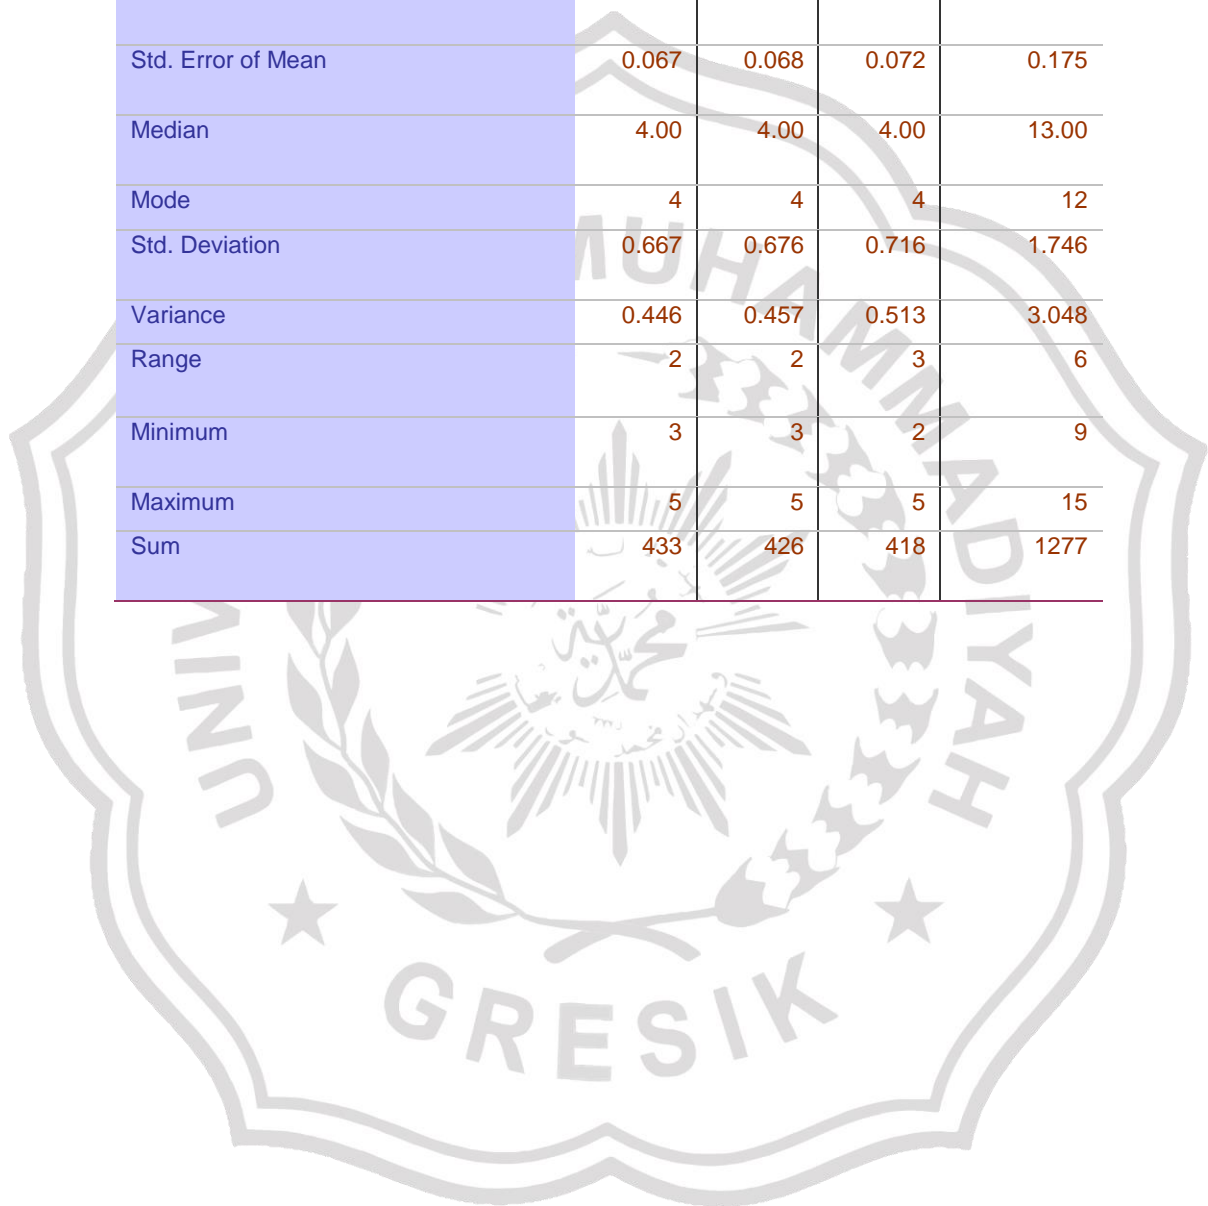 Std. Error of Mean 0.067 0.068 0.072 0.175
Median 4.00 4.00 4.00 13.00
Mode 4 4 4 12
Std. Deviation 0.667 0.676 0.716 1.746
Variance 0.446 0.457 0.513 3.048
Range 2 2 3 6
Minimum 3 3 2 9
Maximum 5 5 5 15
Sum 433 426 418 1277
MUHAMMADIYAH
GRESIK